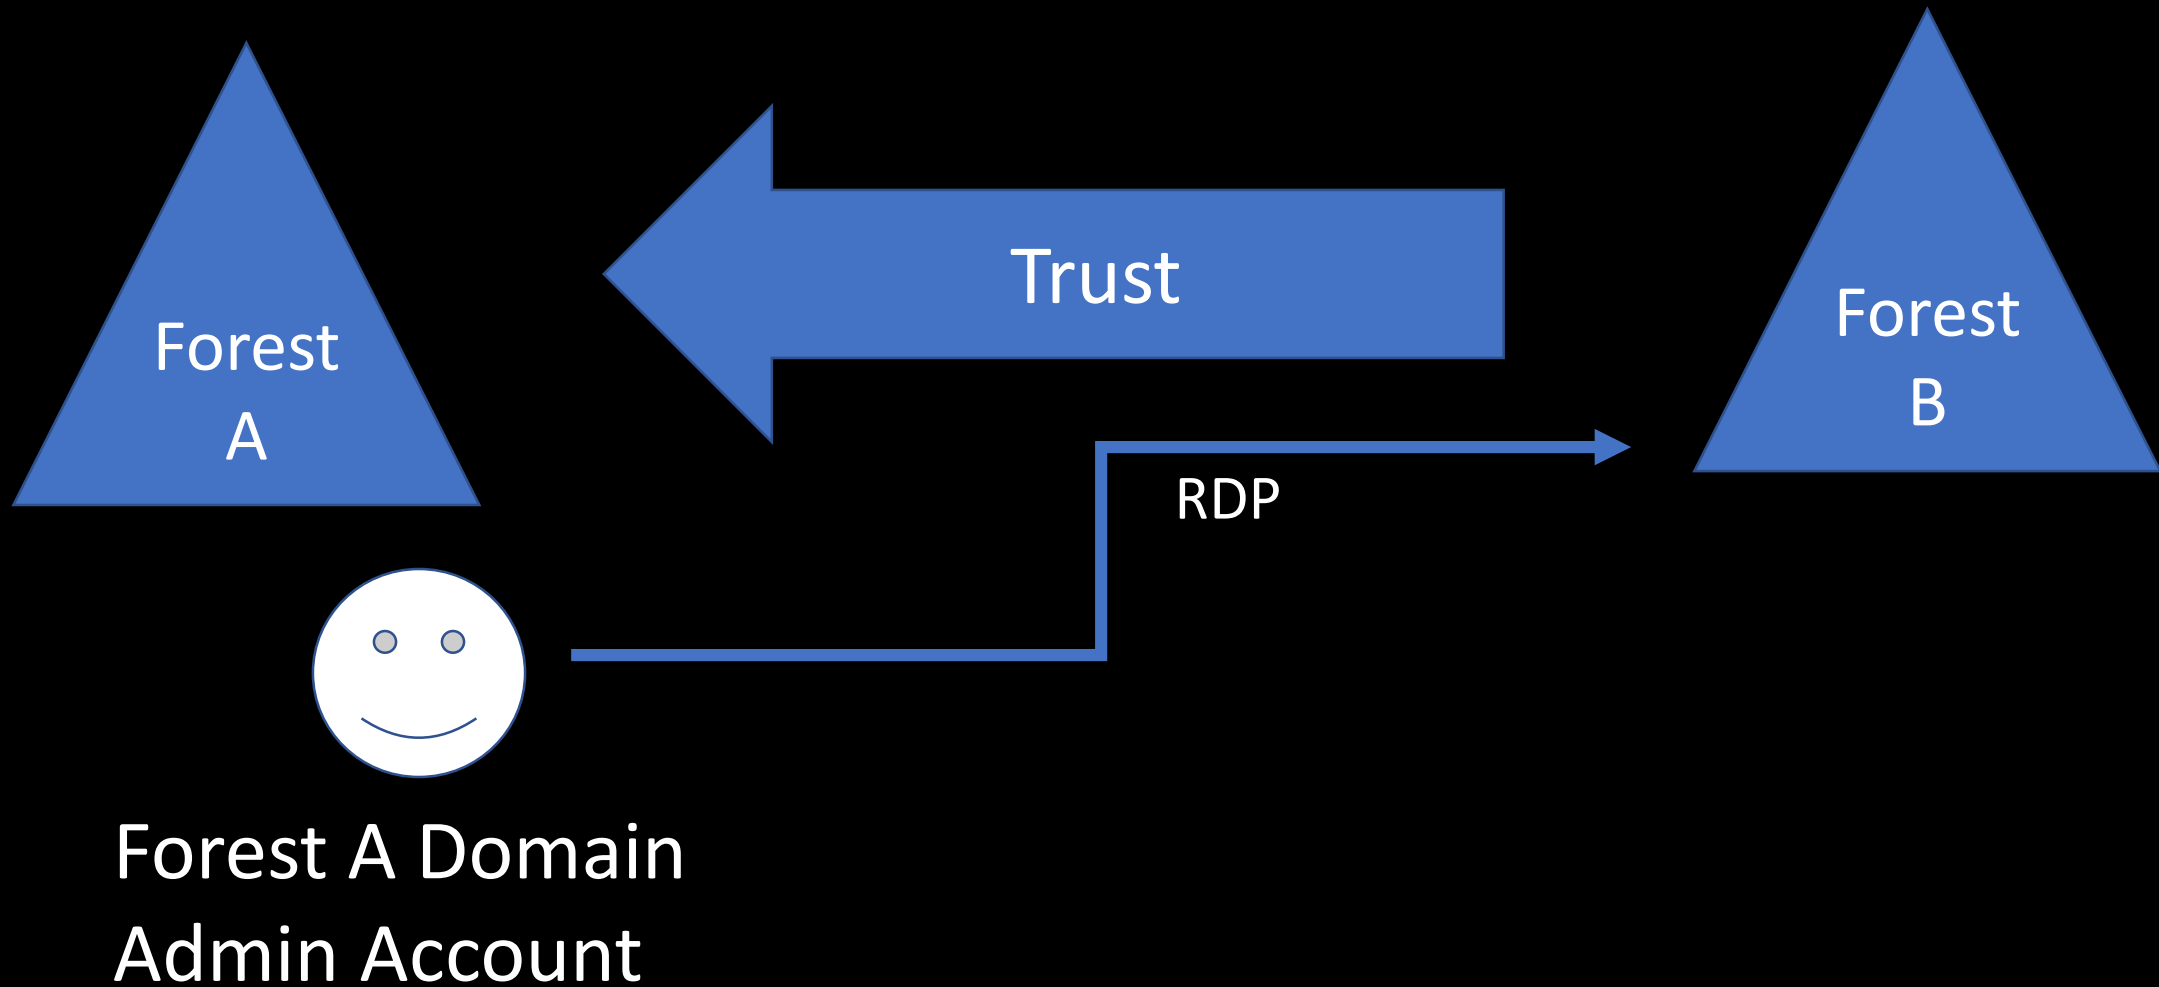 Forest
A
Trust
Forest
B
RDP
Forest A Domain
Admin Account